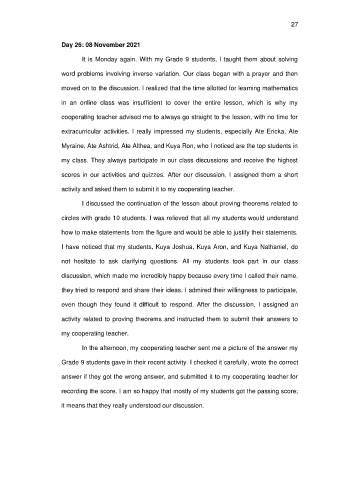 27
Day 26: 08 November 2021
It is Monday again. With my Grade 9 students, I taught them about solving
word problems involving inverse variation. Our class began with a prayer and then
moved on to the discussion. I realized that the time allotted for learning mathematics
in an online class was insufficient to cover the entire lesson, which is why my
cooperating teacher advised me to always go straight to the lesson, with no time for
extracurricular activities. I really impressed my students, especially Ate Ericka, Ate
Myraine, Ate Ashtrid, Ate Althea, and Kuya Ron, who I noticed are the top students in
my class. They always participate in our class discussions and receive the highest
scores in our activities and quizzes. After our discussion, I assigned them a short
activity and asked them to submit it to my cooperating teacher.
I discussed the continuation of the lesson about proving theorems related to
circles with grade 10 students. I was relieved that all my students would understand
how to make statements from the figure and would be able to justify their statements.
I have noticed that my students, Kuya Joshua, Kuya Aron, and Kuya Nathaniel, do
not hesitate to ask clarifying questions. All my students took part in our class
discussion, which made me incredibly happy because every time I called their name,
they tried to respond and share their ideas. I admired their willingness to participate,
even though they found it difficult to respond. After the discussion, I assigned an
activity related to proving theorems and instructed them to submit their answers to
my cooperating teacher.
In the afternoon, my cooperating teacher sent me a picture of the answer my
Grade 9 students gave in their recent activity. I checked it carefully, wrote the correct
answer if they got the wrong answer, and submitted it to my cooperating teacher for
recording the score. I am so happy that mostly of my students got the passing score;
it means that they really understood our discussion.